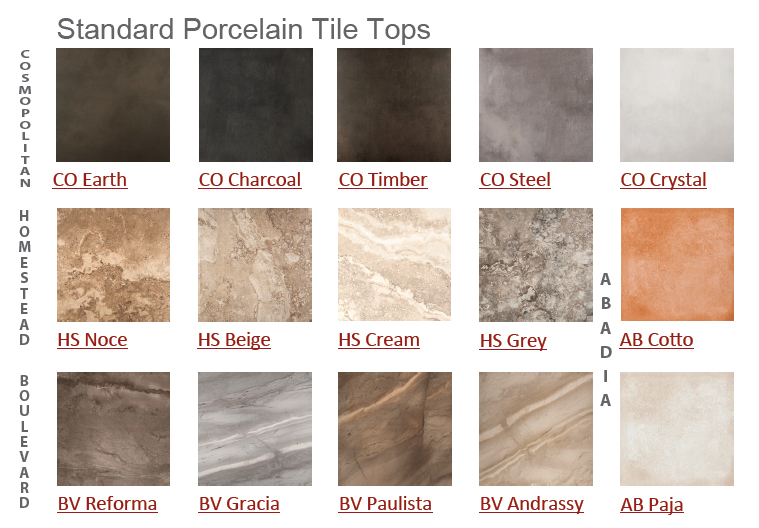 Standard Porcelain Tile Tops
COSMOPOLITAN
CO Earth
CO Charcoal
CO Timber
CO Steel
CO Crystal
HOMESTEAD
HS Noce
HS Beige
HS Cream
HS Grey
ABADIA
AB Cotto
BOULEVARD
BV Reforma
BV Gracia
BV Paulista
BV Andrassy
AB Paja